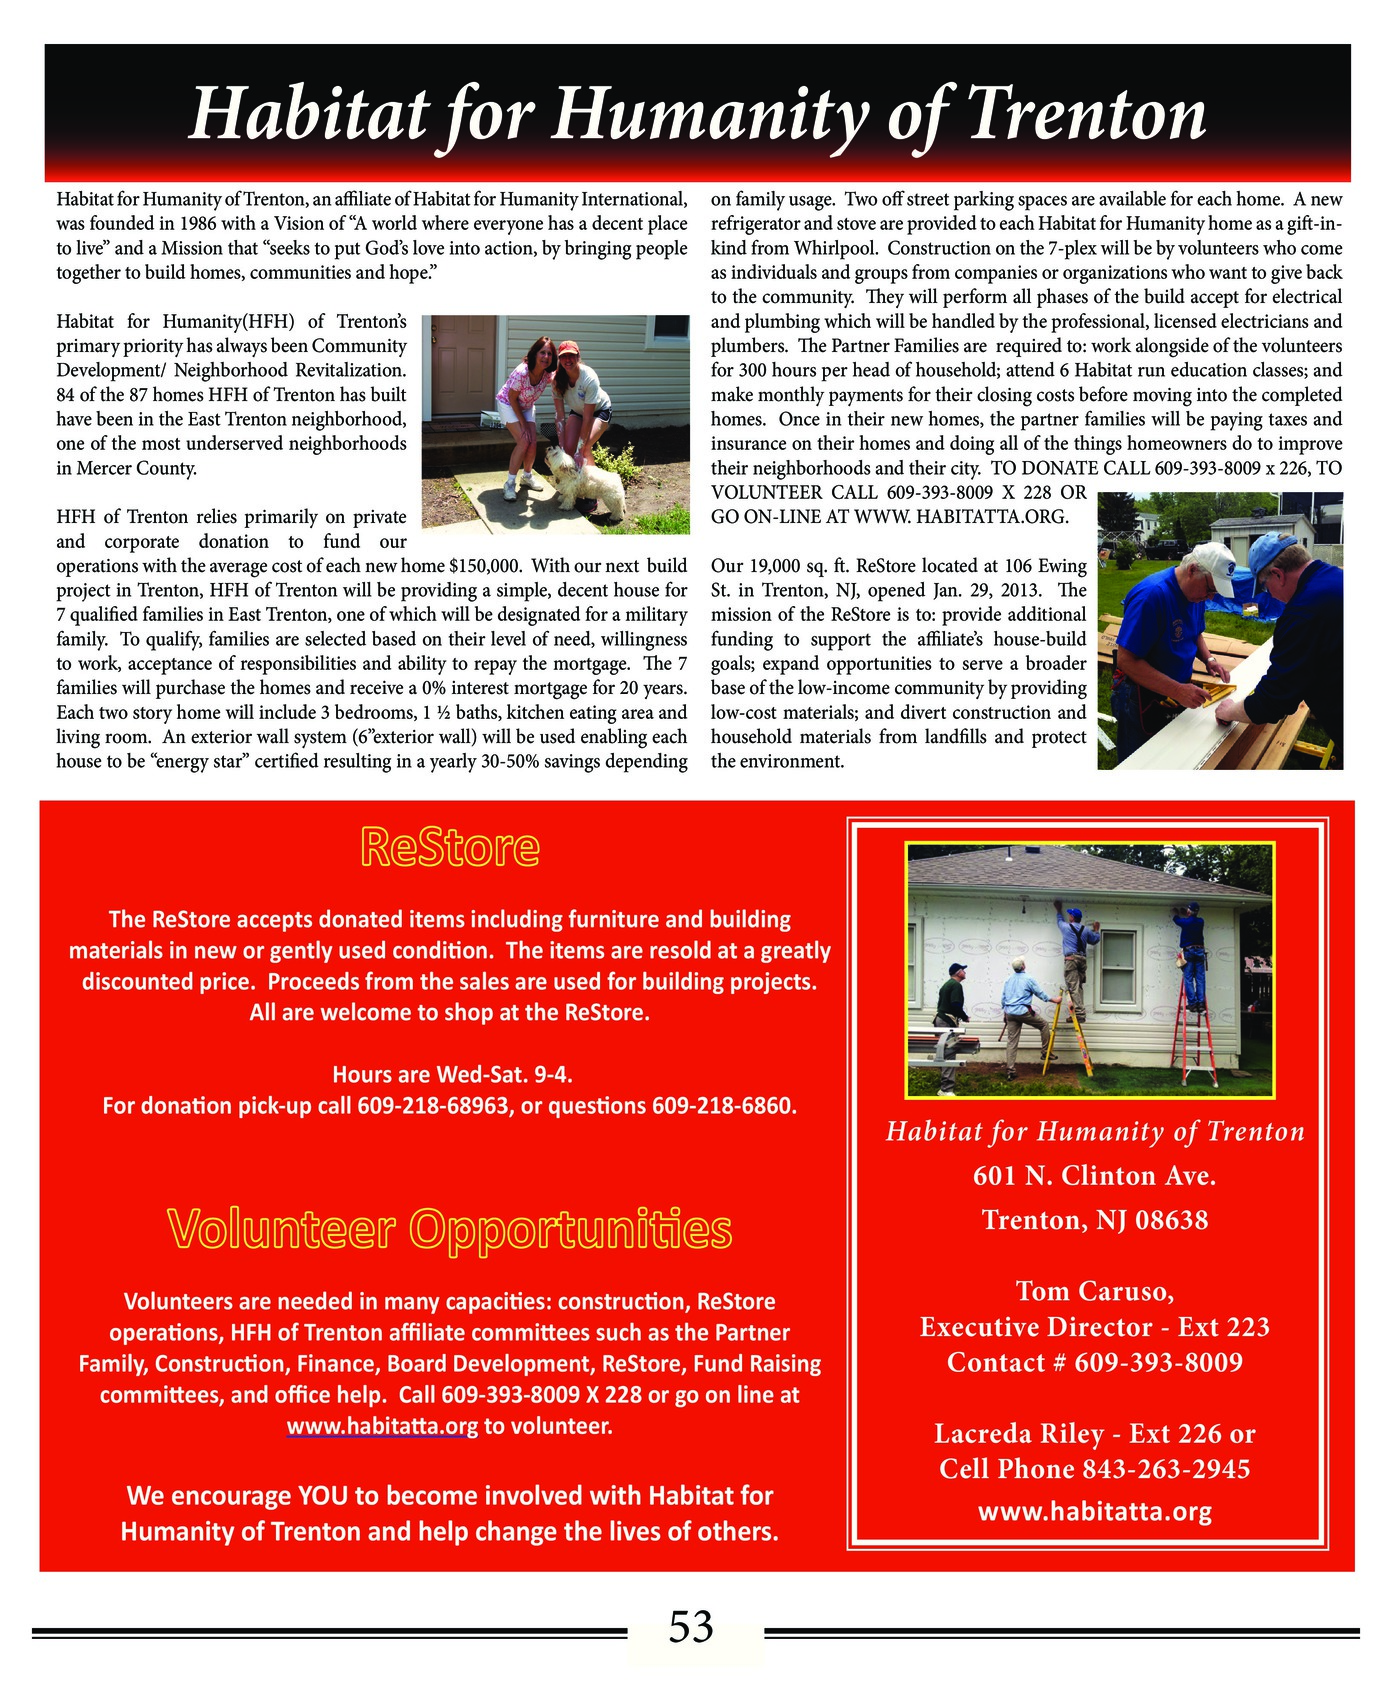 Habitat for Humanity of Trenton
Habitat for Humanity of Trenton, an affiliate of Habitat for Humanity International,
was founded in 1986 with a Vision of “A world where everyone has a decent place
to live” and a Mission that “seeks to put God’s love into action, by bringing people
together to build homes, communities and hope.”
Habitat for Humanity(HFH) of Trenton’s
primary priority has always been Community
Development/ Neighborhood Revitalization.
84 of the 87 homes HFH of Trenton has built
have been in the East Trenton neighborhood,
one of the most underserved neighborhoods
in Mercer County.
HFH of Trenton relies primarily on private
and corporate donation to fund our
operations with the average cost of each new home $150,000. With our next build
project in Trenton, HFH of Trenton will be providing a simple, decent house for
7 qualified families in East Trenton, one of which will be designated for a military
family. To qualify, families are selected based on their level of need, willingness
to work, acceptance of responsibilities and ability to repay the mortgage. The 7
families will purchase the homes and receive a 0% interest mortgage for 20 years.
Each two story home will include 3 bedrooms, 1 ½ baths, kitchen eating area and
living room. An exterior wall system (6”exterior wall) will be used enabling each
house to be “energy star” certified resulting in a yearly 30-50% savings depending
on family usage. Two off street parking spaces are available for each home. A new
refrigerator and stove are provided to each Habitat for Humanity home as a gift-in-
kind from Whirlpool. Construction on the 7-plex will be by volunteers who come
as individuals and groups from companies or organizations who want to give back
to the community. They will perform all phases of the build accept for electrical
and plumbing which will be handled by the professional, licensed electricians and
plumbers. The Partner Families are required to: work alongside of the volunteers
for 300 hours per head of household; attend 6 Habitat run education classes; and
make monthly payments for their closing costs before moving into the completed
homes. Once in their new homes, the partner families will be paying taxes and
insurance on their homes and doing all of the things homeowners do to improve
their neighborhoods and their city. TO DONATE CALL 609-393-8009 x 226, TO
VOLUNTEER CALL 609-393-8009 X 228 OR
GO ON-LINE AT WWW. HABITATTA.ORG.
Our 19,000 sq. ft. ReStore located at 106 Ewing
St. in Trenton, NJ, opened Jan. 29, 2013. The
mission of the ReStore is to: provide additional
funding to support the affiliate’s house-build
goals; expand opportunities to serve a broader
base of the low-income community by providing
low-cost materials; and divert construction and
household materials from landfills and protect
the environment.
ReStore
The ReStore accepts donated items including furniture and building
materials in new or gently used condition. The items are resold at a greatly
discounted price. Proceeds from the sales are used for building projects.
All are welcome to shop at the ReStore.
Hours are Wed-Sat. 9-4.
For donation pick-up call 609-218-68963, or questions 609-218-6860.
Volunteer Opportunities
Volunteers are needed in many capacities: construction, ReStore
operations, HFH of Trenton affiliate committees such as the Partner
Family, Construction, Finance, Board Development, ReStore, Fund Raising
committees, and office help. Call 609-393-8009 X 228 or go on line at
www.habitatta.org to volunteer.
We encourage YOU to become involved with Habitat for
Humanity of Trenton and help change the lives of others.
Habitat for Humanity of Trenton
601 N. Clinton Ave.
Trenton, NJ 08638
Tom Caruso,
Executive Director - Ext 223
Contact # 609-393-8009
Lacreda Riley - Ext 226 or
Cell Phone 843-263-2945
www.habitatta.org
53